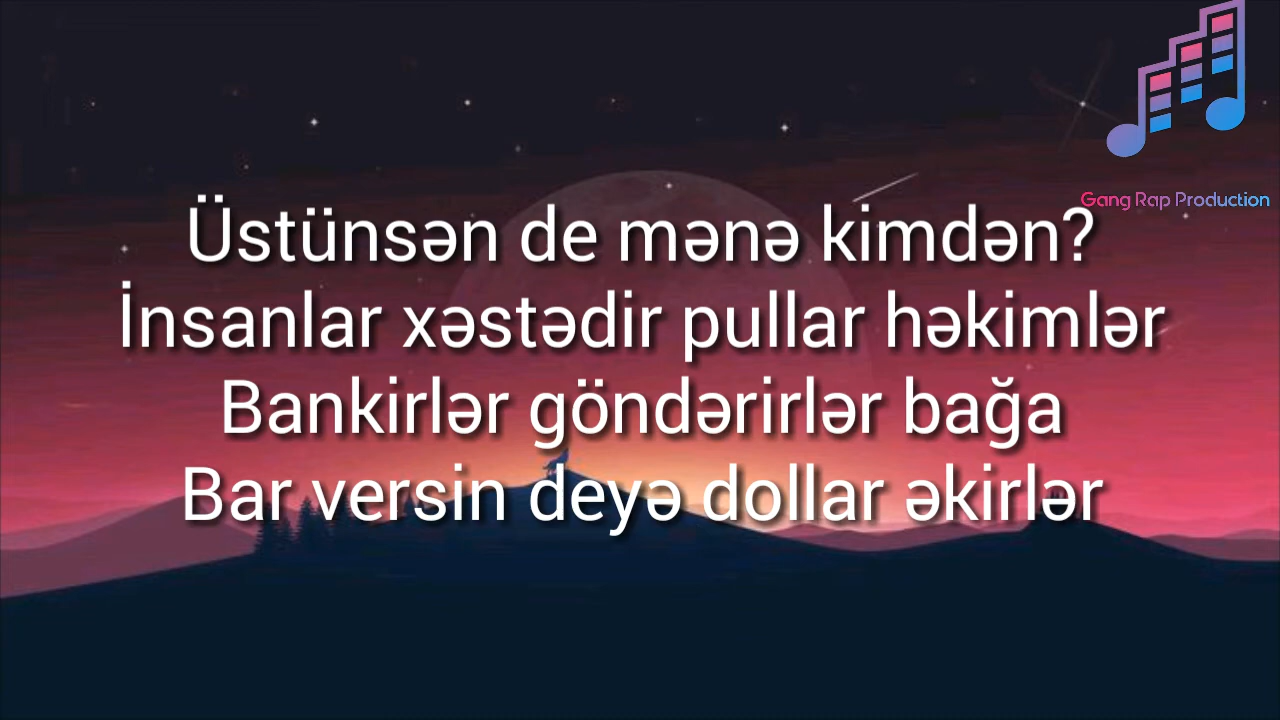 Gang Rap Production
Üstünsən de mənə kimdən?
İnsanlar xəstədir pullar həkimlər
Bankirlər göndərirlər bağa
Bar versin deyə dollar əkirlər